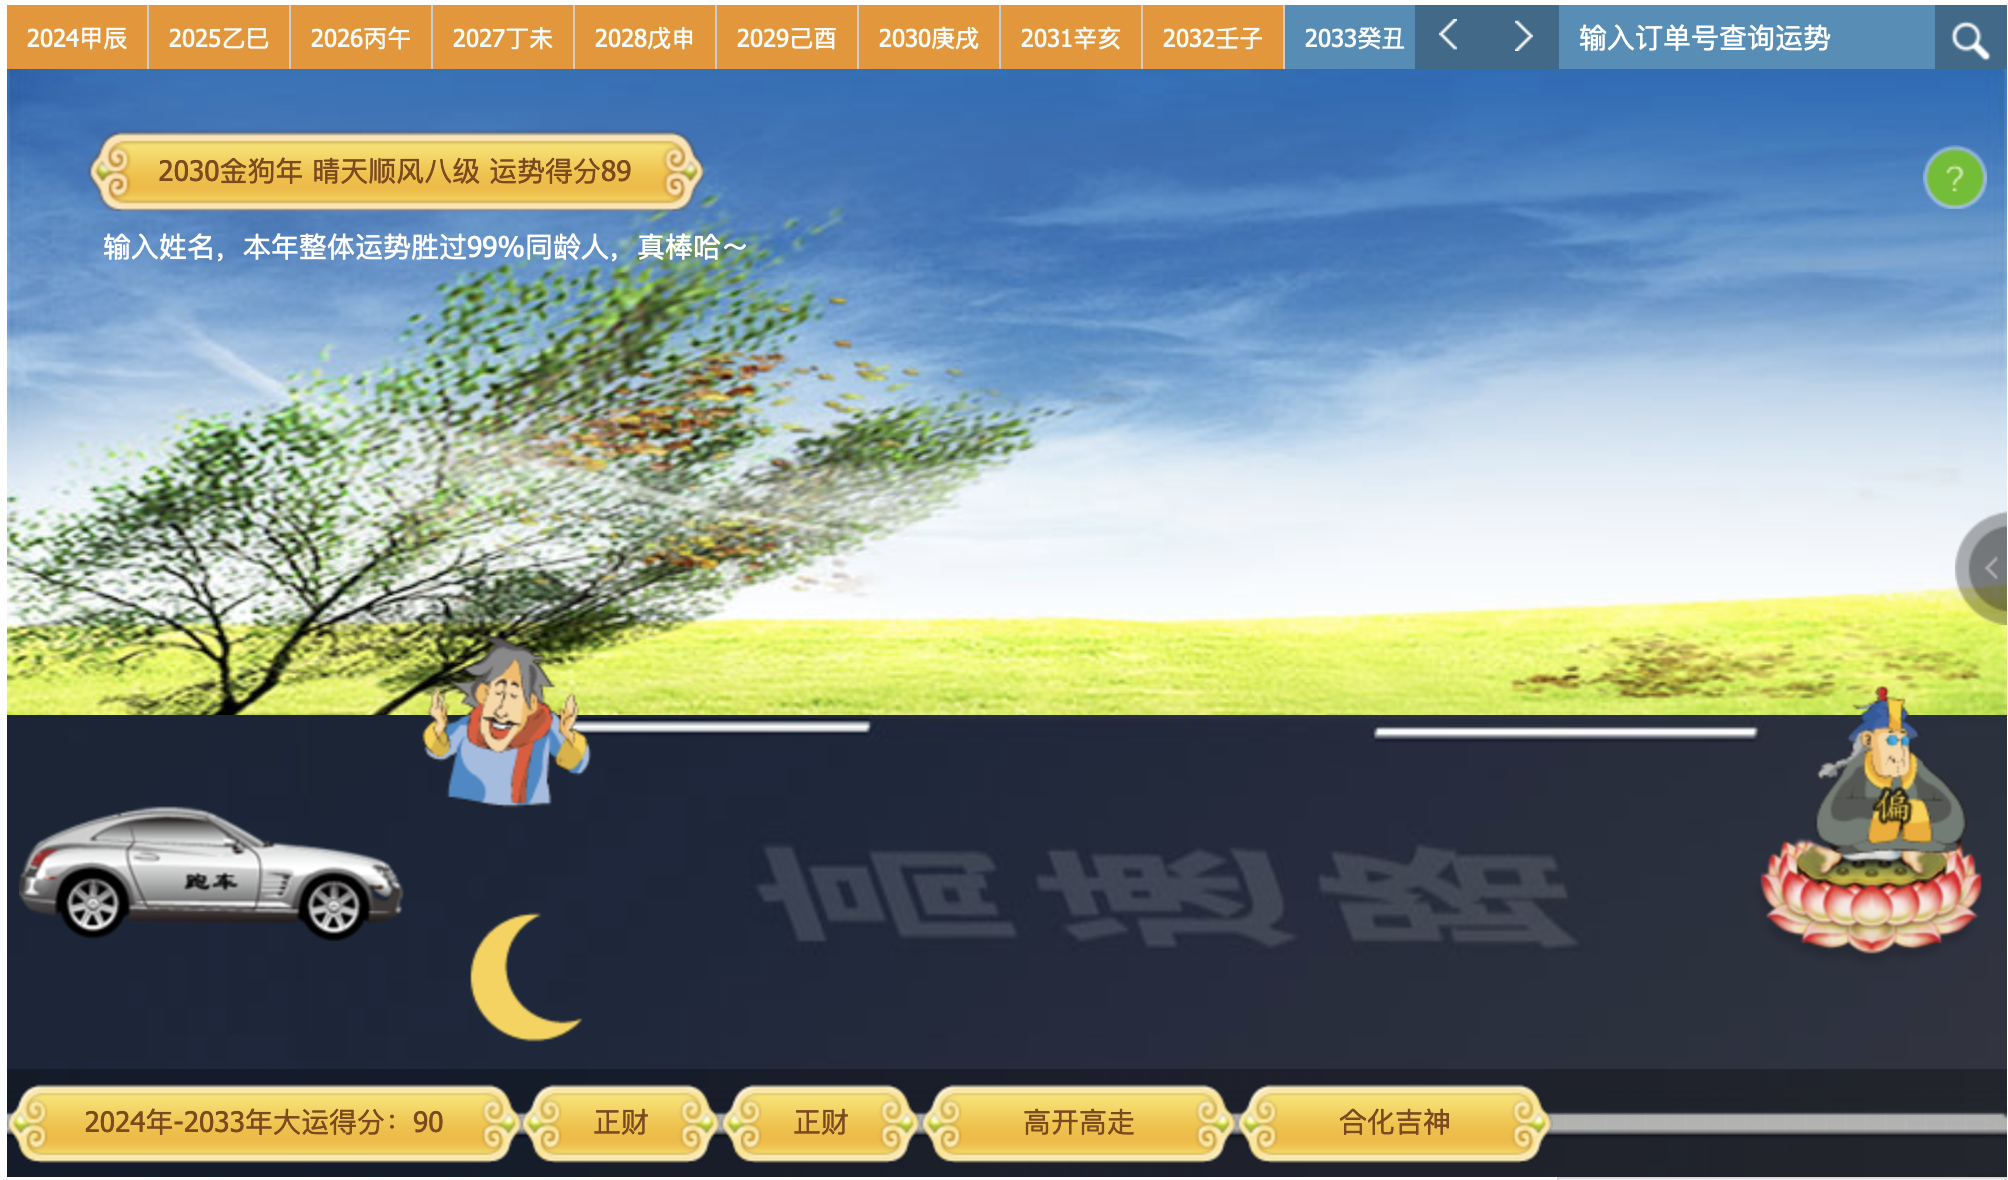 2024甲辰
2025乙巳
2026丙午
2027丁未
2028戊申
2029己酉
2030庚戌
2031辛亥
2032壬子
2033癸丑
输入订单号查询运势
2030金狗年 晴天顺风八级 运势得分89
?
输入姓名，本年整体运势胜过99%同龄人，真棒哈～
偏
跑车
高速路
2024年-2033年大运得分：90
正财
正财
高开高走
合化吉神